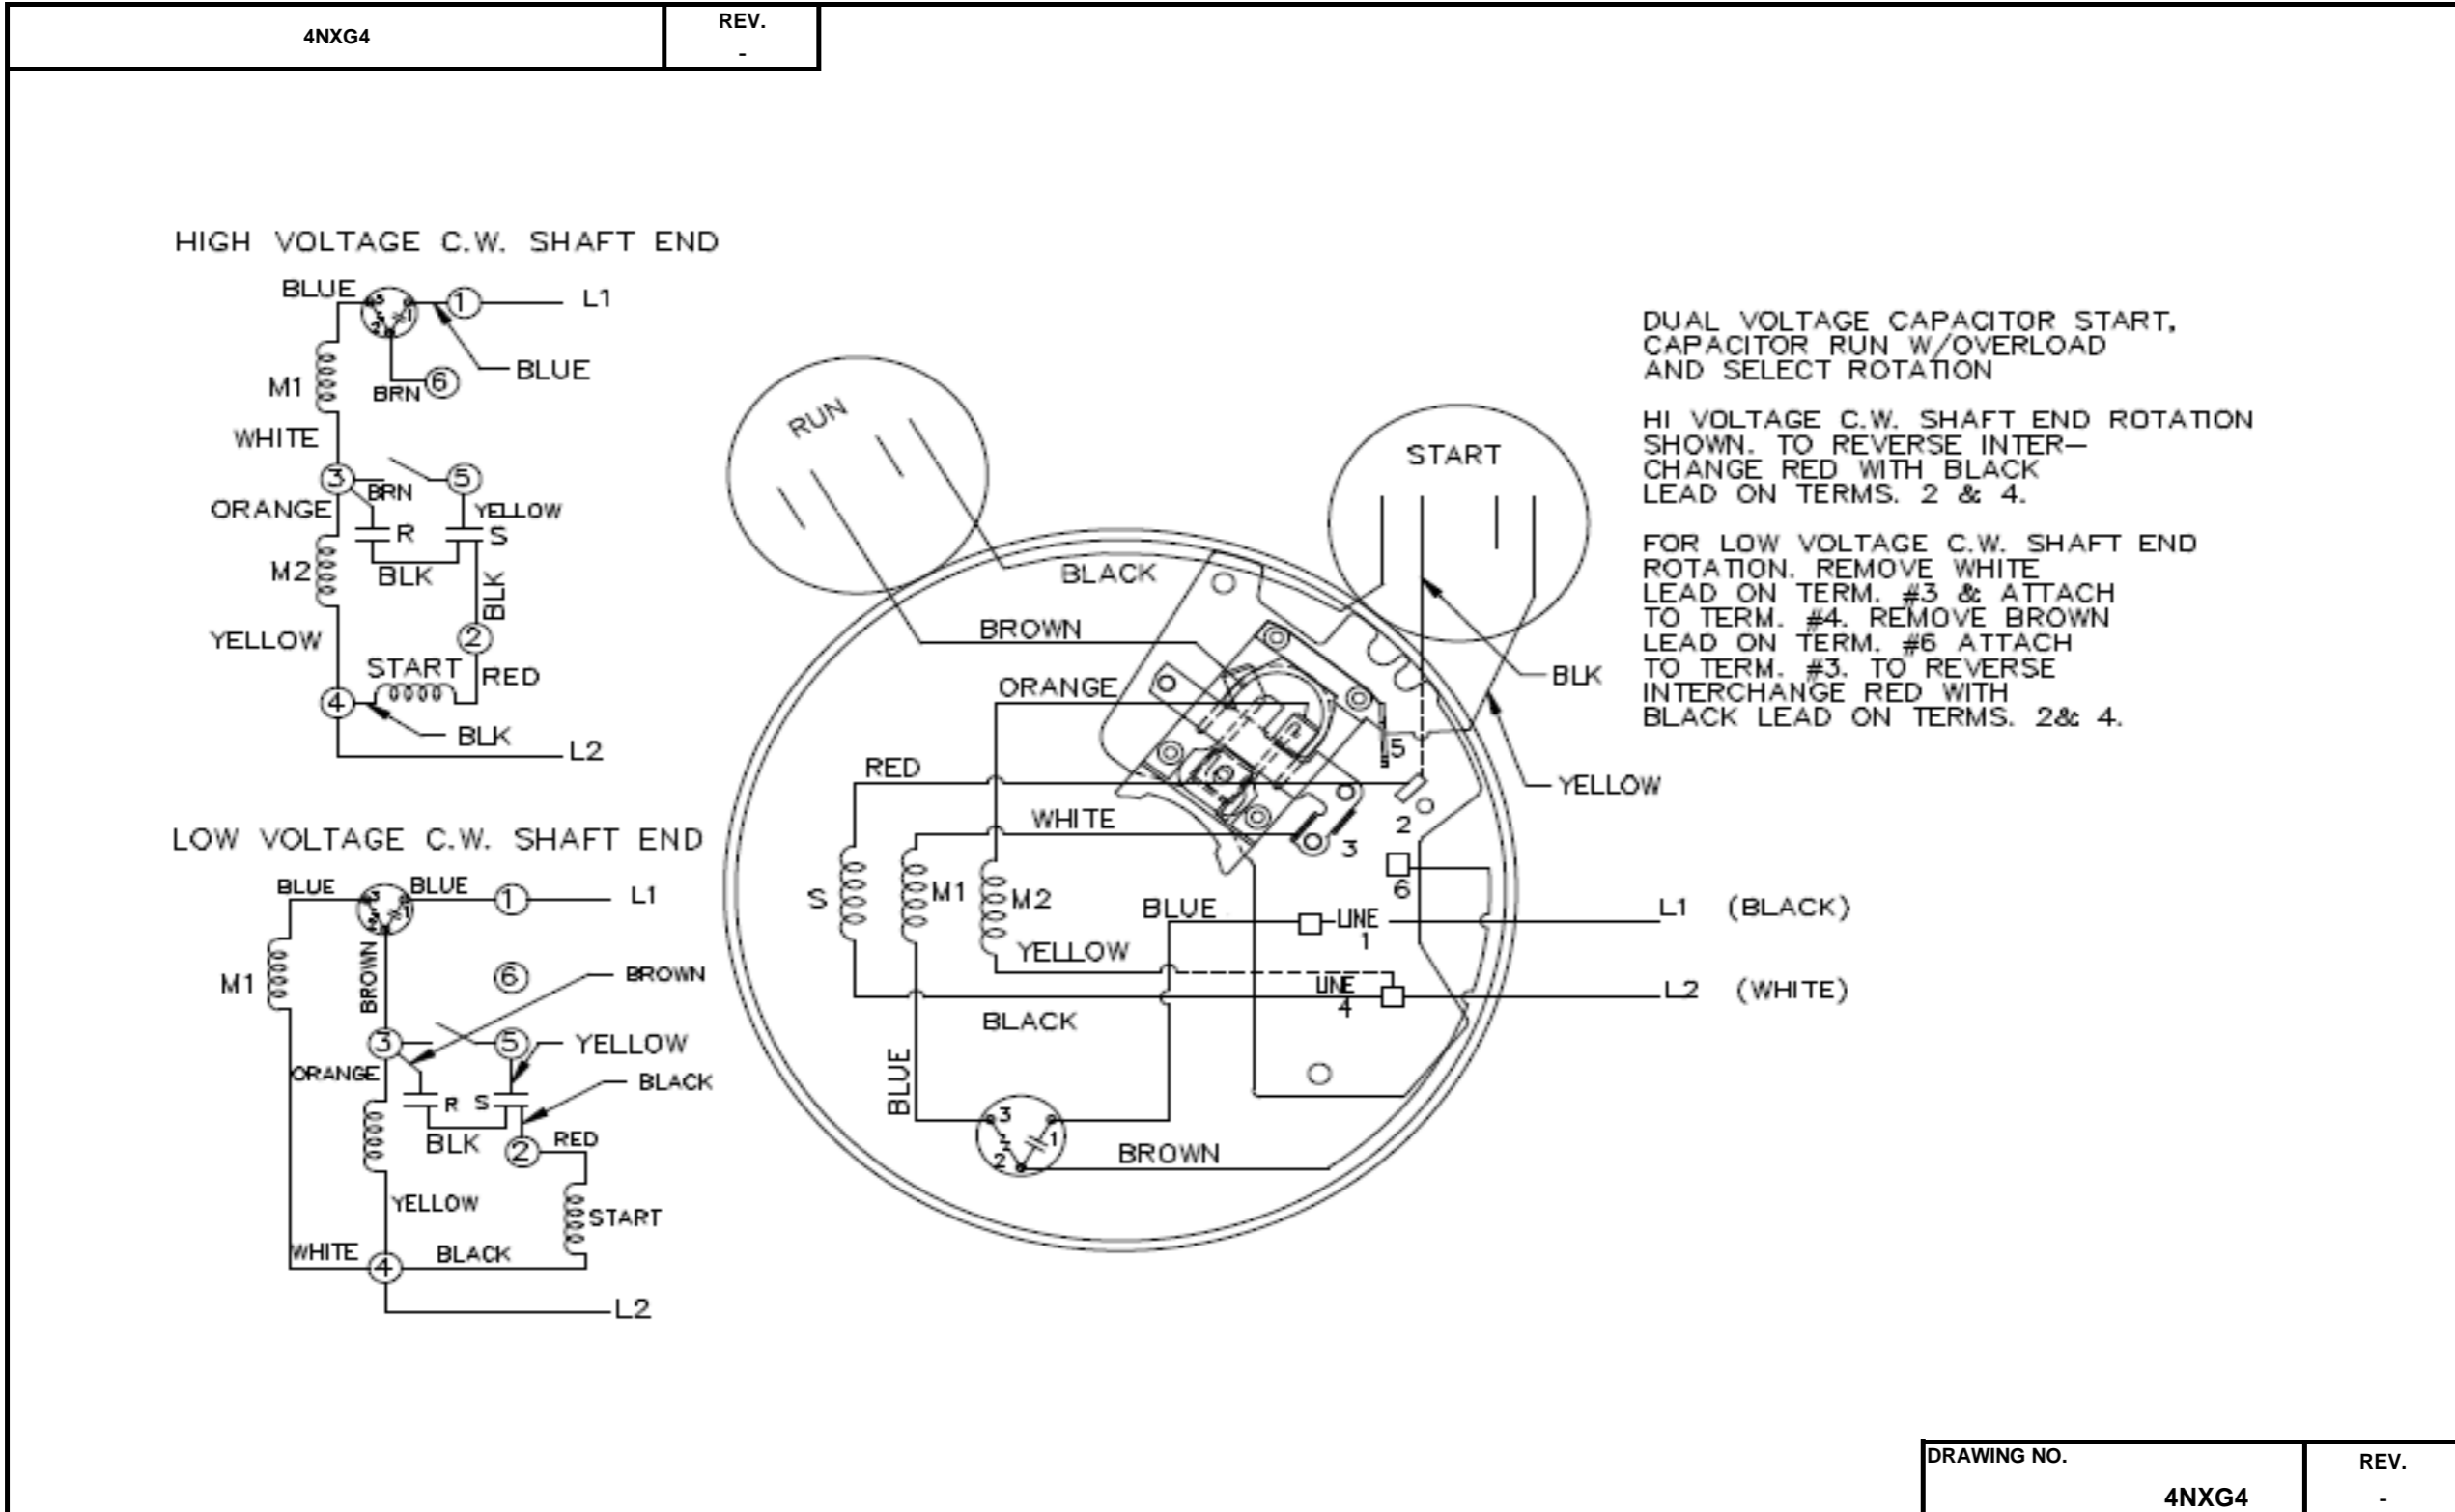 4NXG4
REV.
-
HIGH VOLTAGE C.W. SHAFT END
BLUE
3
2
1
1
L1
BLUE
BRN
6
M1
WHITE
3
BRN
5
ORANGE
YELLOW
R
S
M2
BLK
BLK
YELLOW
2
START
RED
4
BLK
L2
LOW VOLTAGE C.W. SHAFT END
BLUE
3
2
1
BLUE
1
L1
M1
BROWN
6
BROWN
3
5
YELLOW
ORANGE
BLACK
R
S
BLK
2
RED
YELLOW
START
WHITE
4
BLACK
L2
RUN
START
BLACK
BROWN
ORANGE
BLK
5
RED
YELLOW
WHITE
2
3
6
S
M1
M2
BLUE
LINE
1
L1 (BLACK)
YELLOW
LINE
4
L2 (WHITE)
BLACK
BLUE
3
1
2
BROWN
DUAL VOLTAGE CAPACITOR START,
CAPACITOR RUN W/OVERLOAD
AND SELECT ROTATION
HI VOLTAGE C.W. SHAFT END ROTATION
SHOWN. TO REVERSE INTER-
CHANGE RED WITH BLACK
LEAD ON TERMS. 2 & 4.
FOR LOW VOLTAGE C.W. SHAFT END
ROTATION. REMOVE WHITE
LEAD ON TERM. #3 & ATTACH
TO TERM. #4. REMOVE BROWN
LEAD ON TERM. #6 ATTACH
TO TERM. #3. TO REVERSE
INTERCHANGE RED WITH
BLACK LEAD ON TERMS. 2& 4.
DRAWING NO.
4NXG4
REV.
-